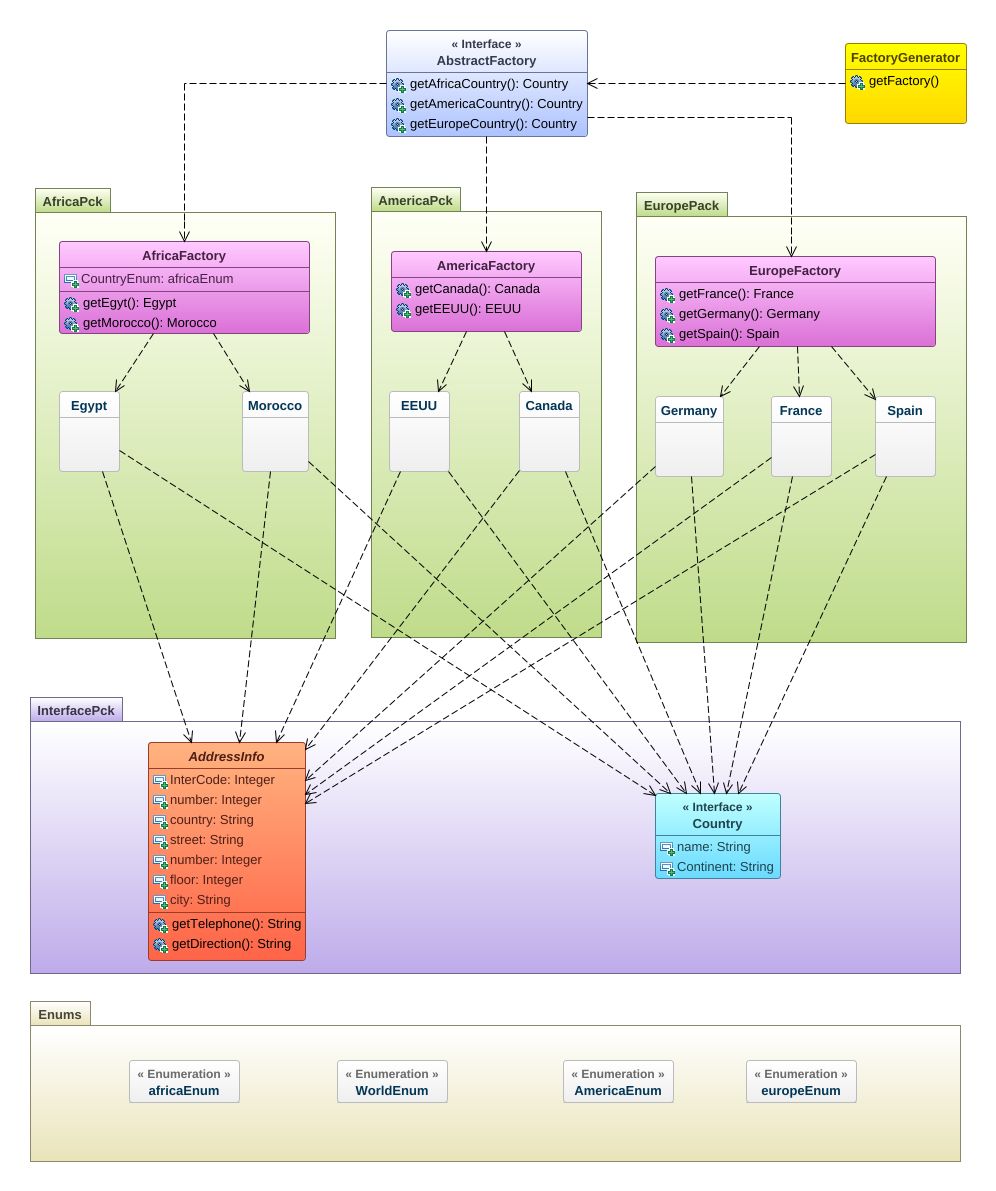 « Interface »
AbstractFactory
getAfricaCountry(): Country
getAmericaCountry(): Country
getEuropeCountry(): Country
FactoryGenerator
getFactory()
AfricaPck
AfricaFactory
CountryEnum: africaEnum
getEgyt(): Egypt
getMorocco(): Morocco
Egypt
Morocco
AmericaPck
AmericaFactory
getCanada(): Canada
getEEUU(): EEUU
EEUU
Canada
EuropePack
EuropeFactory
getFrance(): France
getGermany(): Germany
getSpain(): Spain
Germany
France
Spain
InterfacePck
AddressInfo
InterCode: Integer
number: Integer
country: String
street: String
number: Integer
floor: Integer
city: String
getTelephone(): String
getDirection(): String
« Interface »
Country
name: String
Continent: String
Enums
« Enumeration »
africaEnum
« Enumeration »
WorldEnum
« Enumeration »
AmericaEnum
« Enumeration »
europeEnum